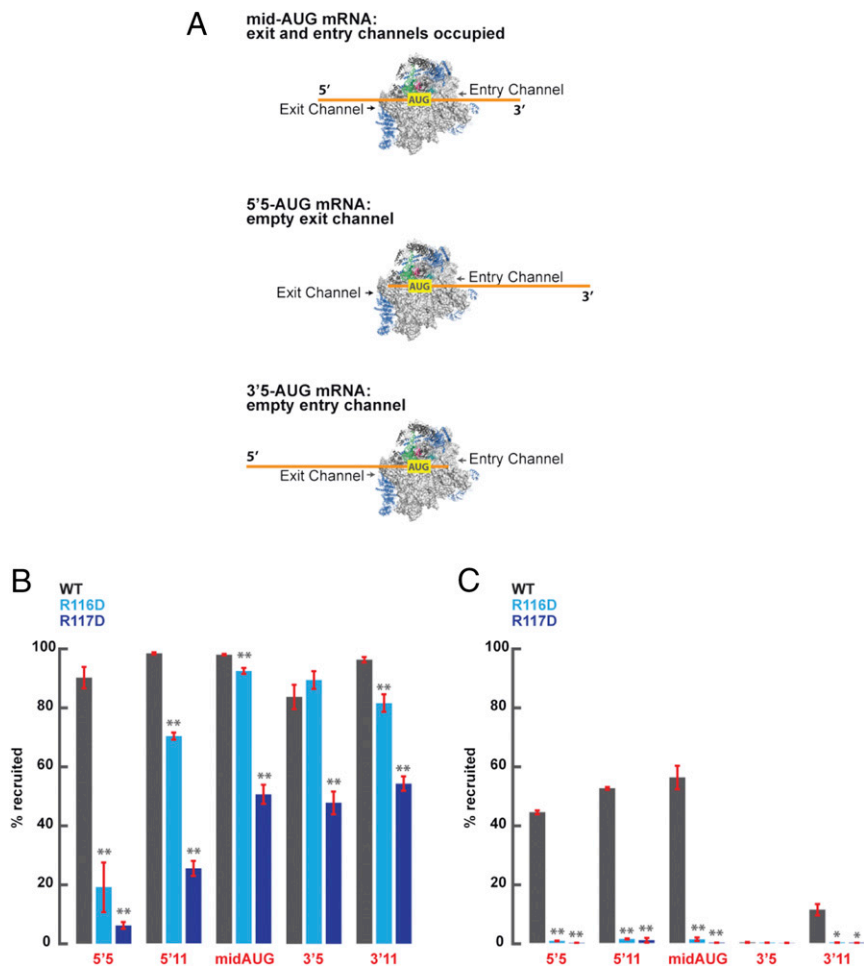 A
mid-AUG mRNA:
exit and entry channels occupied
5′
Entry Channel
AUG
Exit Channel
3′
5′5-AUG mRNA:
empty exit channel
Entry Channel
AUG
Exit Channel
3′
3′5-AUG mRNA:
empty entry channel
5′
Entry Channel
AUG
Exit Channel
B
WT
R116D
R117D
% recruited
100
80
60
40
20
0
**
**
**
**
**
**
**
**
**
5′5
5′11
midAUG
3′5
3′11
C
WT
R116D
R117D
% recruited
100
80
60
40
20
0
** **
** **
** **
* *
5′5
5′11
midAUG
3′5
3′11